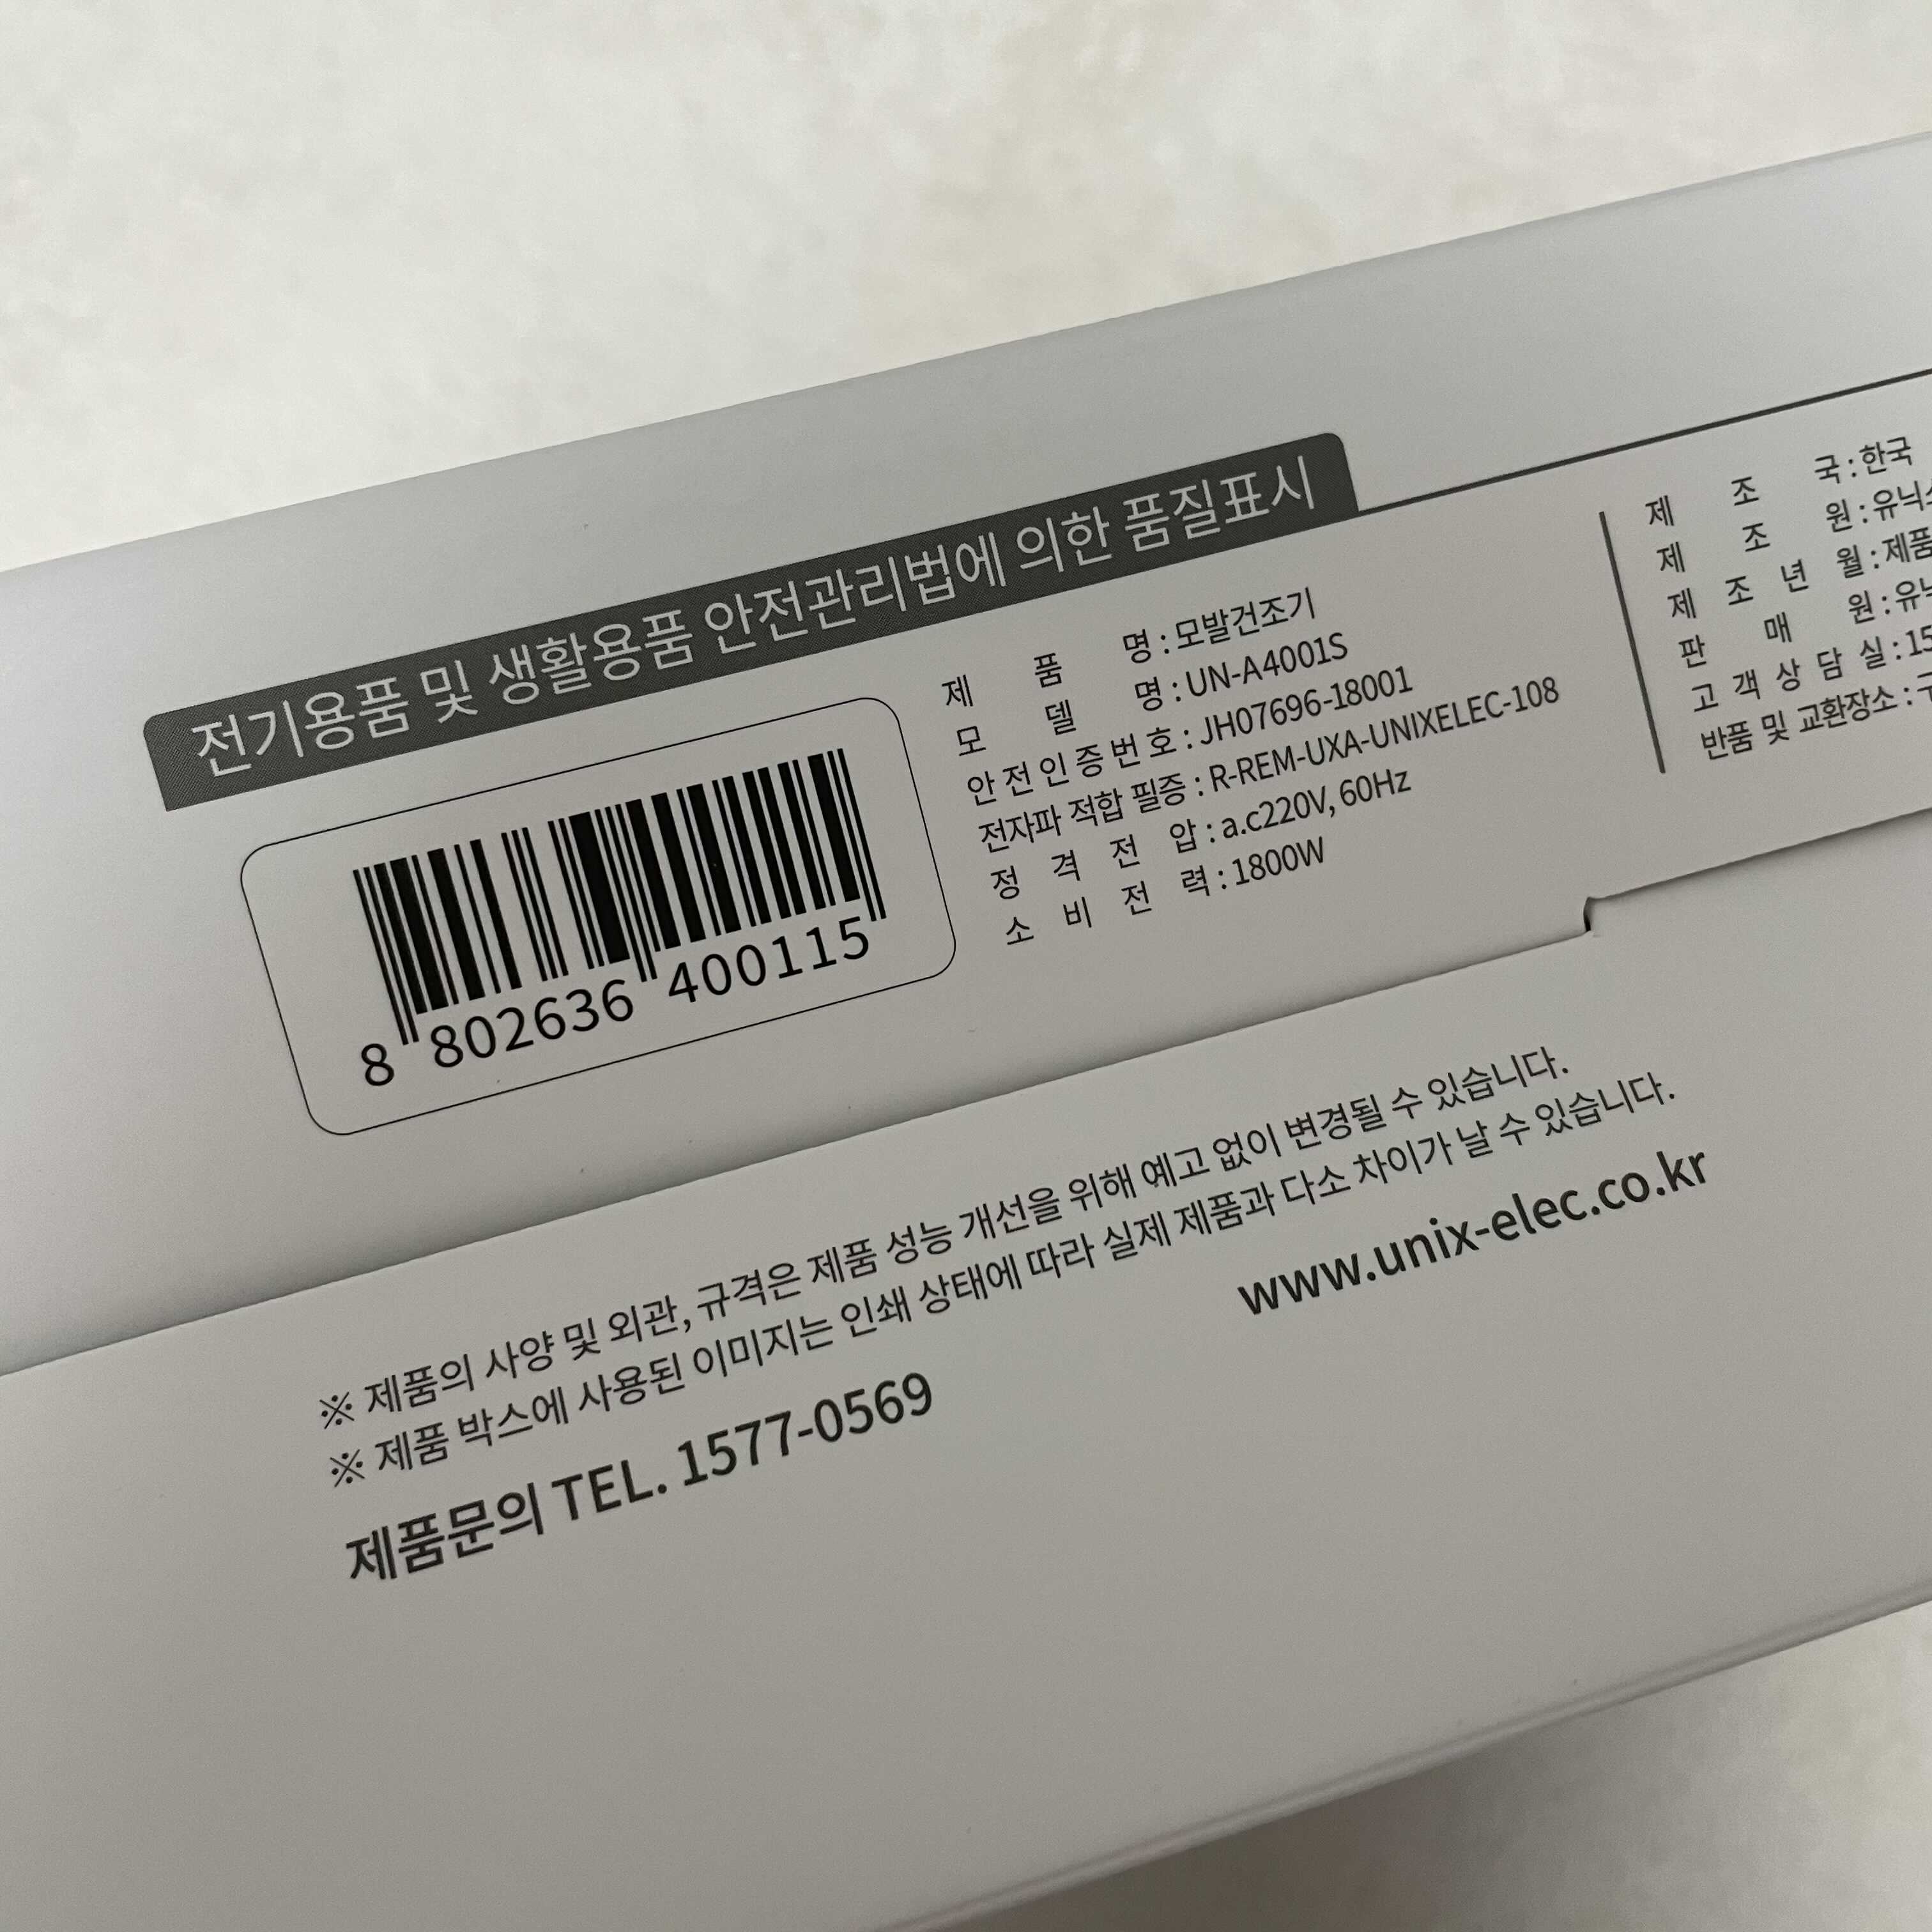 전기용품 및 생활용품 안전관리법에 의한 품질표시
8 802636 400115
제 품 명 : 모발건조기
모 델 명 : UN-A4001S
안전인증번호 : JH07696-18001
전자파 적합 필증 : R-REM-UXA-UNIXELEC-108
정 격 전 압 : a.c220V, 60Hz
소 비 전 력 : 1800W
제 조 국 : 한국
제 조 원 : 유닉
제 조 년 월 : 제품
판 매 원 :
고 객 상 담 실 : 15
반품 및 교환장소 :
※ 제품의 사양 및 외관, 규격은 제품 성능 개선을 위해 예고 없이 변경될 수 있습니다.
※ 제품 박스에 사용된 이미지는 인쇄 상태에 따라 실제 제품과 다소 차이가 날 수 있습니다.
제품문의 TEL. 1577-0569
www.unix-elec.co.kr